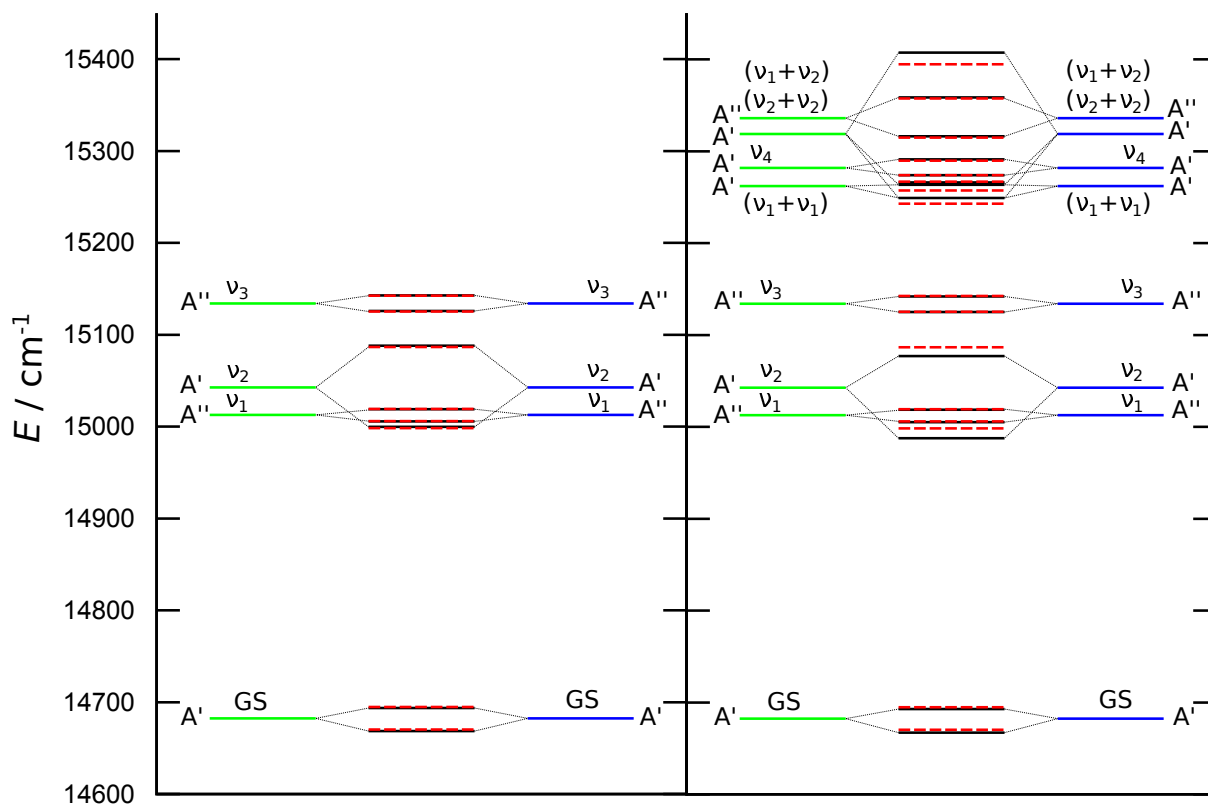 15400
15300
15200
15100
15000
14900
14800
14700
14600
E / cm⁻¹
A'' ν₃ ν₃ A''
A' ν₂ ν₂ A'
A'' ν₁ ν₁ A''
A' GS GS A'
(ν₁+ν₂) (ν₁+ν₂)
A'' (ν₂+ν₂) (ν₂+ν₂) A''
A' A'
A' ν₄ ν₄ A'
A' A'
(ν₁+ν₁) (ν₁+ν₁)
A'' ν₃ ν₃ A''
A' ν₂ ν₂ A'
A'' ν₁ ν₁ A''
A' GS GS A'